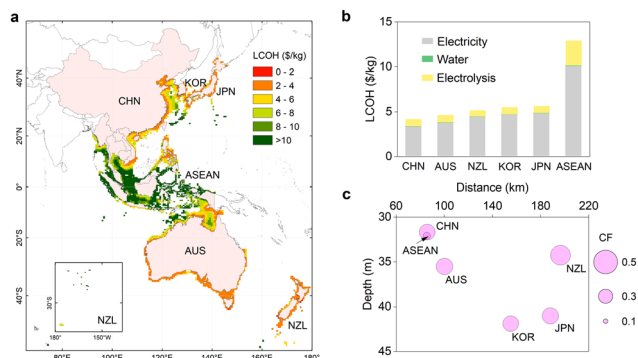 a
40°N
20°N
0°
20°S
40°S
80°E
100°E
120°E
140°E
160°E
180°
LCOH ($/kg)
0 - 2
2 - 4
4 - 6
6 - 8
8 - 10
>10
CHN
KOR
JPN
ASEAN
AUS
NZL
30°S
180°
150°W
NZL
b
LCOH ($/kg)
15
10
5
0
Electricity
Water
Electrolysis
CHN AUS NZL KOR JPN ASEAN
Distance (km)
c
60 100 140 180 220
Depth (m)
30
35
40
45
CHN
ASEAN
AUS
NZL
KOR
JPN
CF
0.5
0.3
0.1